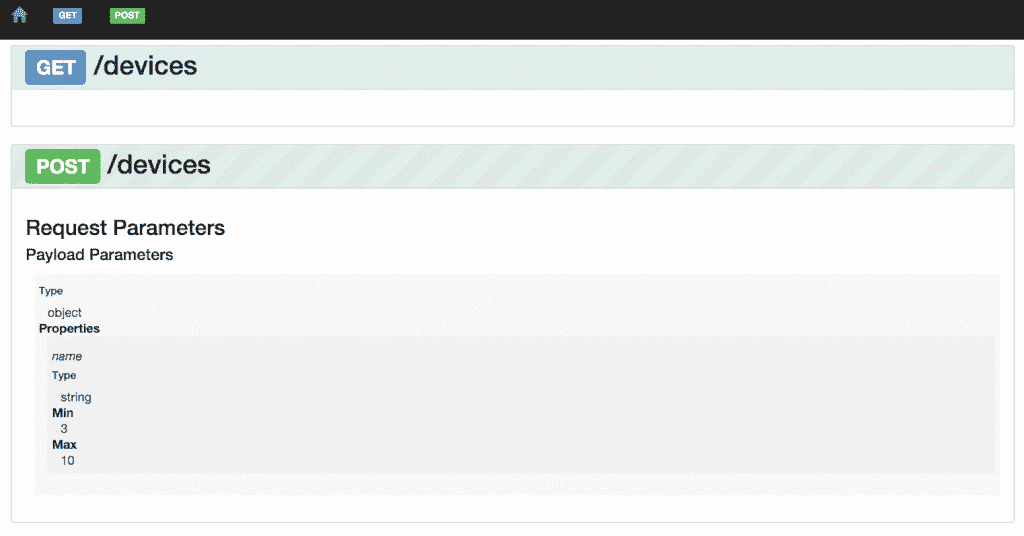 GET POST
GET /devices
POST /devices
Request Parameters
Payload Parameters
Type
object
Properties
name
Type
string
Min
3
Max
10